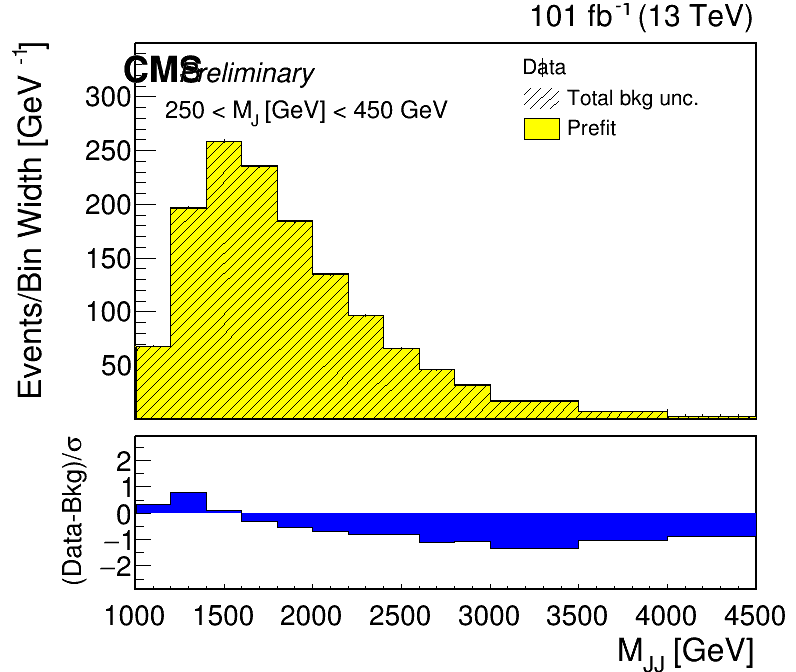 101 fb⁻¹ (13 TeV)
CMS Preliminary
250 < M_J [GeV] < 450 GeV
Data
Total bkg unc.
Prefit
Events/Bin Width [GeV⁻¹]
300
250
200
150
100
50
(Data-Bkg)/σ
2
1
0
−1
−2
1000 1500 2000 2500 3000 3500 4000 4500
M_JJ [GeV]